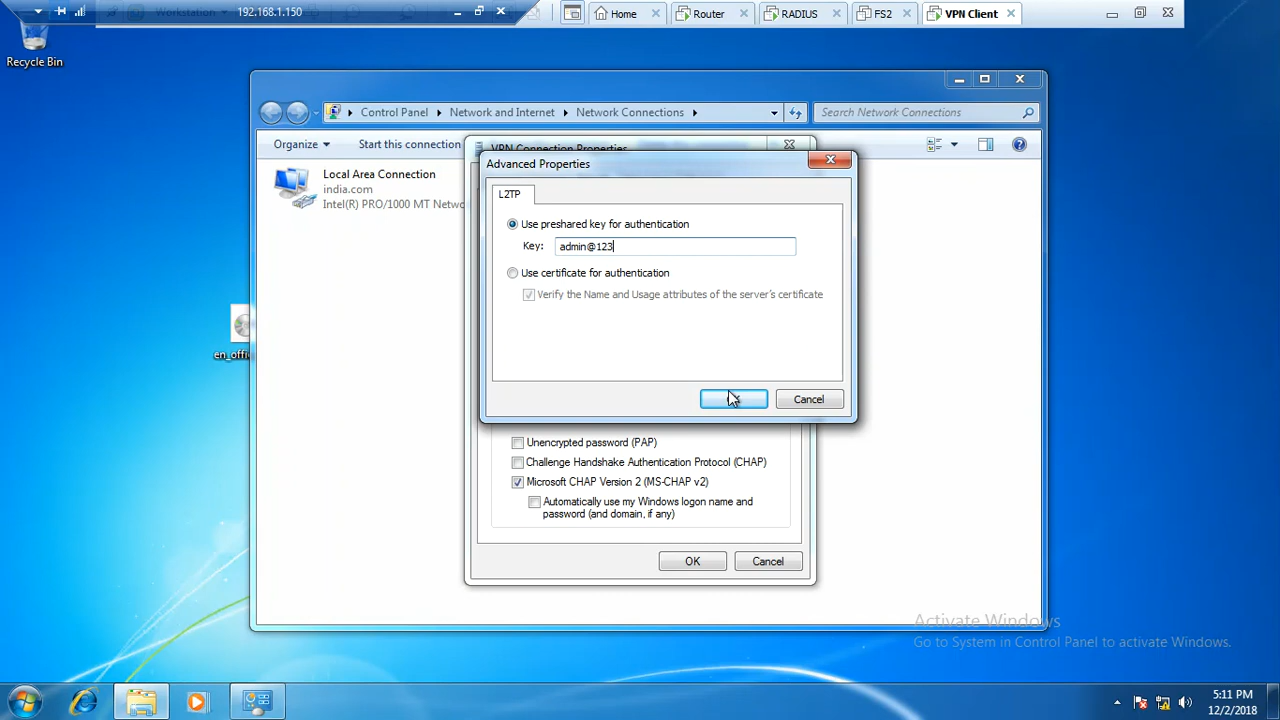 Workstation
192.168.1.150
Home
Router
RADIUS
FS2
VPN Client
Recycle Bin
Control Panel
Network and Internet
Network Connections
Search Network Connections
Organize
Start this connection
VPN Connection Properties
Local Area Connection
india.com
Intel(R) PRO/1000 MT Netwo
Advanced Properties
L2TP
Use preshared key for authentication
Key: admin@123
Use certificate for authentication
Verify the Name and Usage attributes of the server's certificate
Cancel
en_offi
Unencrypted password (PAP)
Challenge Handshake Authentication Protocol (CHAP)
Microsoft CHAP Version 2 (MS-CHAP v2)
Automatically use my Windows logon name and
password (and domain, if any)
OK
Cancel
Activate Windows
Go to System in Control Panel to activate Windows.
5:11 PM
12/2/2018